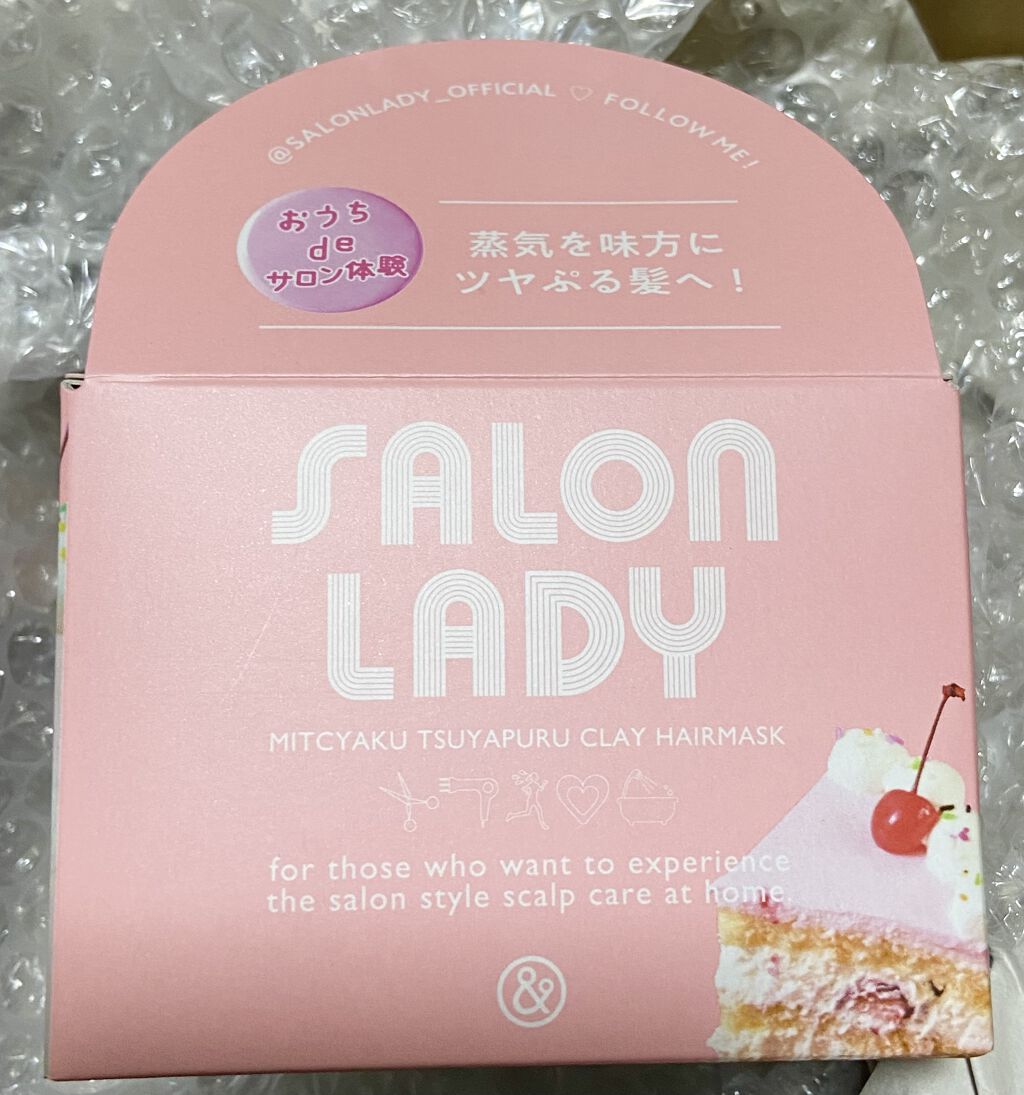 @SALONLADY_OFFICIAL ♡ FOLLOW ME!
おうち
de
サロン体験
蒸気を味方に
ツヤぷる髪へ！
SALON
LADY
MITCYAKU TSUYAPURU CLAY HAIRMASK
for those who want to experience
the salon style scalp care at home.
&